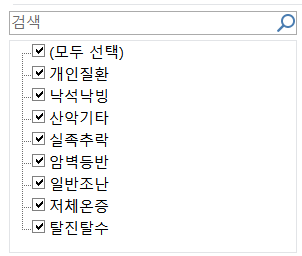 검색
(모두 선택)
개인질환
낙석낙빙
산악기타
실족추락
암벽등반
일반조난
저체온증
탈진탈수